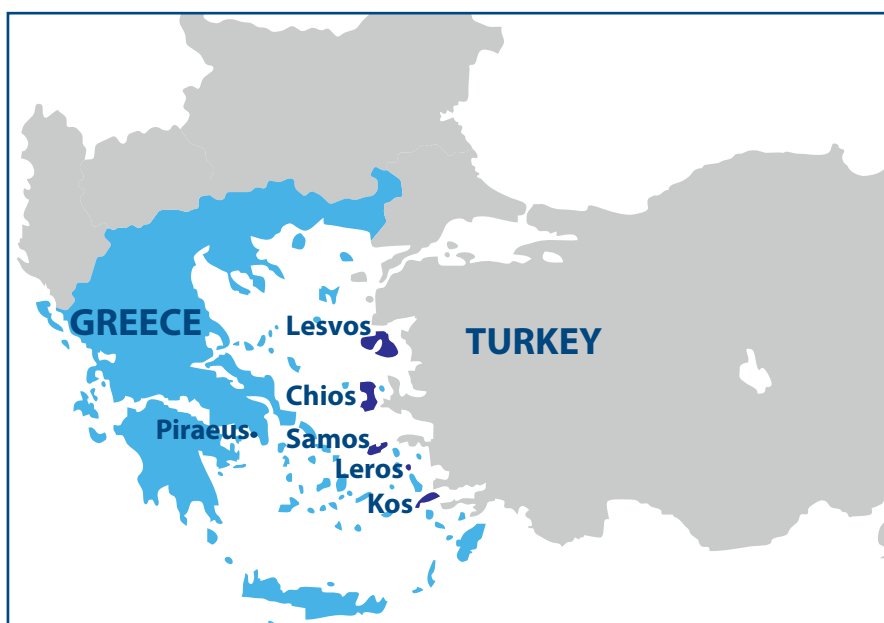 GREECE
Lesvos
TURKEY
Chios
Piraeus
Samos
Leros
Kos